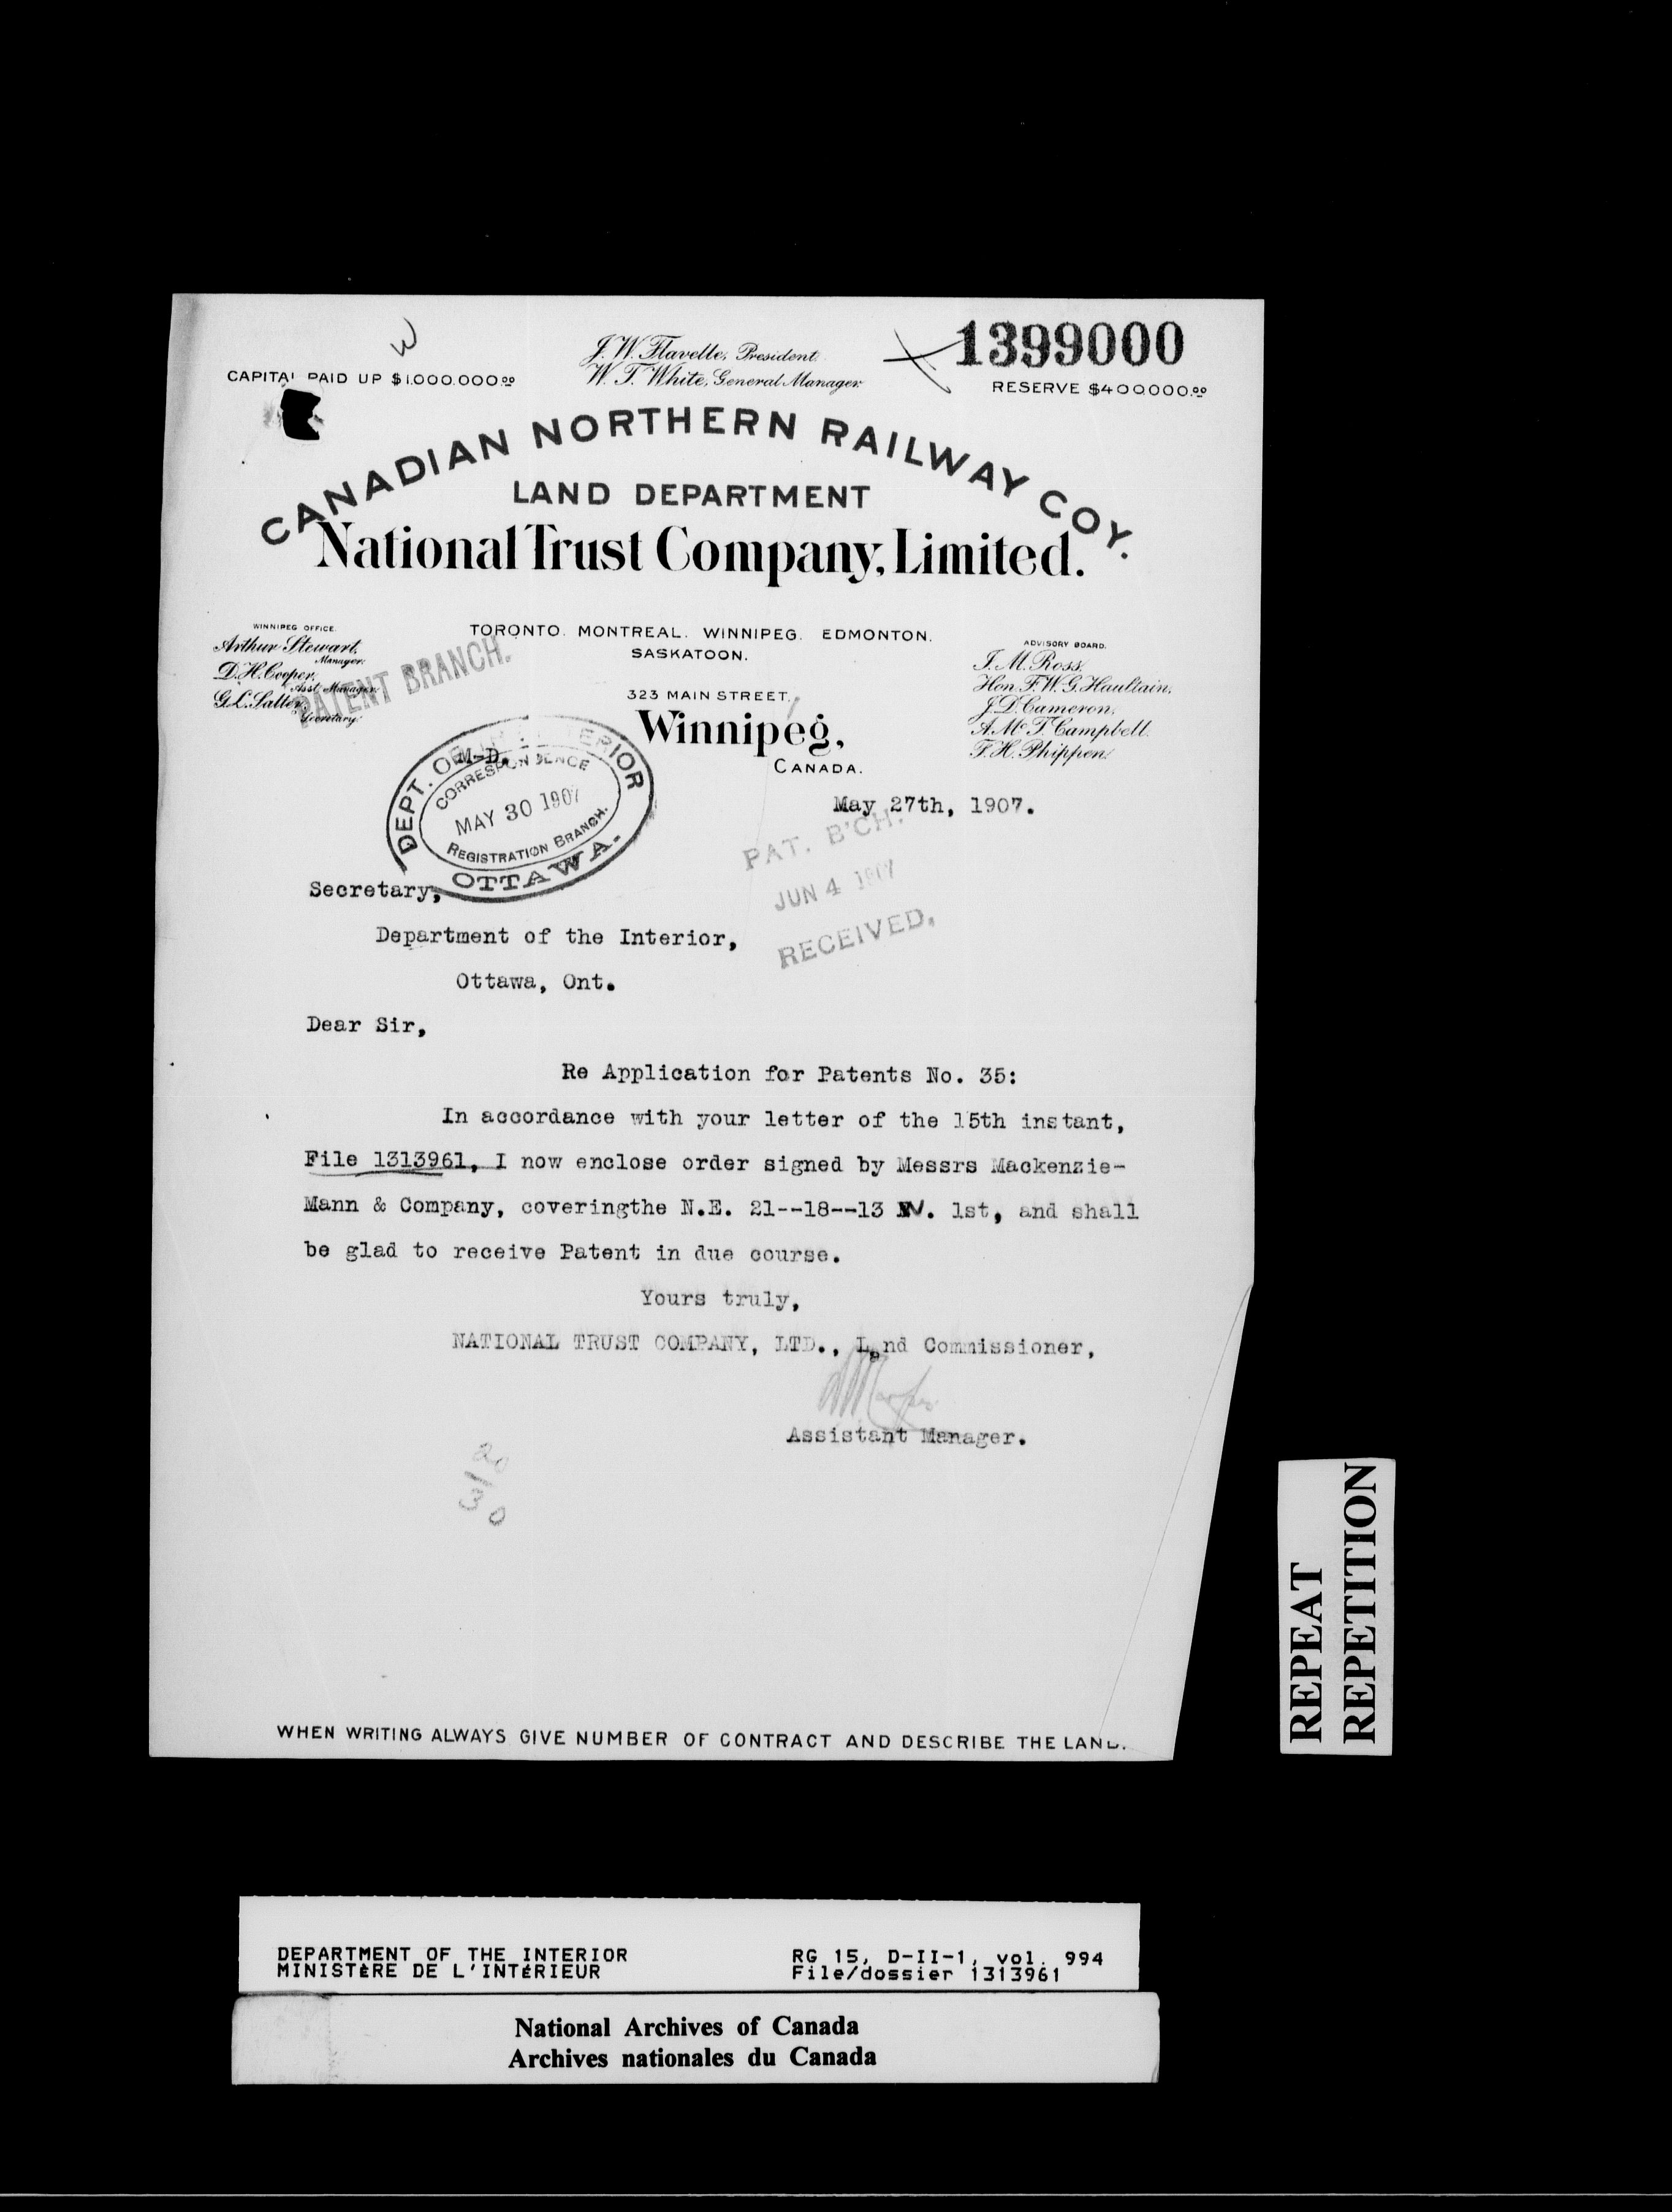 W
1399000
CAPITAL PAID UP $1,000,000.00
J. W. Flavelle, President.
W. T. White, General Manager.
RESERVE $400,000.00
CANADIAN NORTHERN RAILWAY COY.
LAND DEPARTMENT
National Trust Company, Limited.
WINNIPEG OFFICE.
Arthur Stewart,
Manager.
D. H. Cooper,
Asst. Manager.
Secretary.
PATENT BRANCH.
TORONTO. MONTREAL. WINNIPEG. EDMONTON.
SASKATOON.
323 MAIN STREET,
Winnipeg,
CANADA.
ADVISORY BOARD.
J. M. Ross.
Hon. F. W. G. Haultain.
J. D. Cameron.
A. McT. Campbell.
F. H. Phippen.
M-D.
DEPT. OF THE INTERIOR
CORRESPONDENCE
MAY 30 1907
REGISTRATION BRANCH.
OTTAWA.
May 27th, 1907.
PAT. B'CH.
JUN 4 1907
RECEIVED.
Secretary,
Department of the Interior,
Ottawa, Ont.
Dear Sir,
Re Application for Patents No. 35:
In accordance with your letter of the 15th instant,
File 1313961, I now enclose order signed by Messrs Mackenzie-
Mann & Company, coveringthe N.E. 21--18--13 W. 1st, and shall
be glad to receive Patent in due course.
Yours truly,
NATIONAL TRUST COMPANY, LTD., Land Commissioner,
Assistant Manager.
20
30
WHEN WRITING ALWAYS GIVE NUMBER OF CONTRACT AND DESCRIBE THE LAND.
REPEAT
REPETITION
DEPARTMENT OF THE INTERIOR
MINISTÈRE DE L'INTÉRIEUR
RG 15, D-II-1, vol. 994
File/dossier 1313961
National Archives of Canada
Archives nationales du Canada